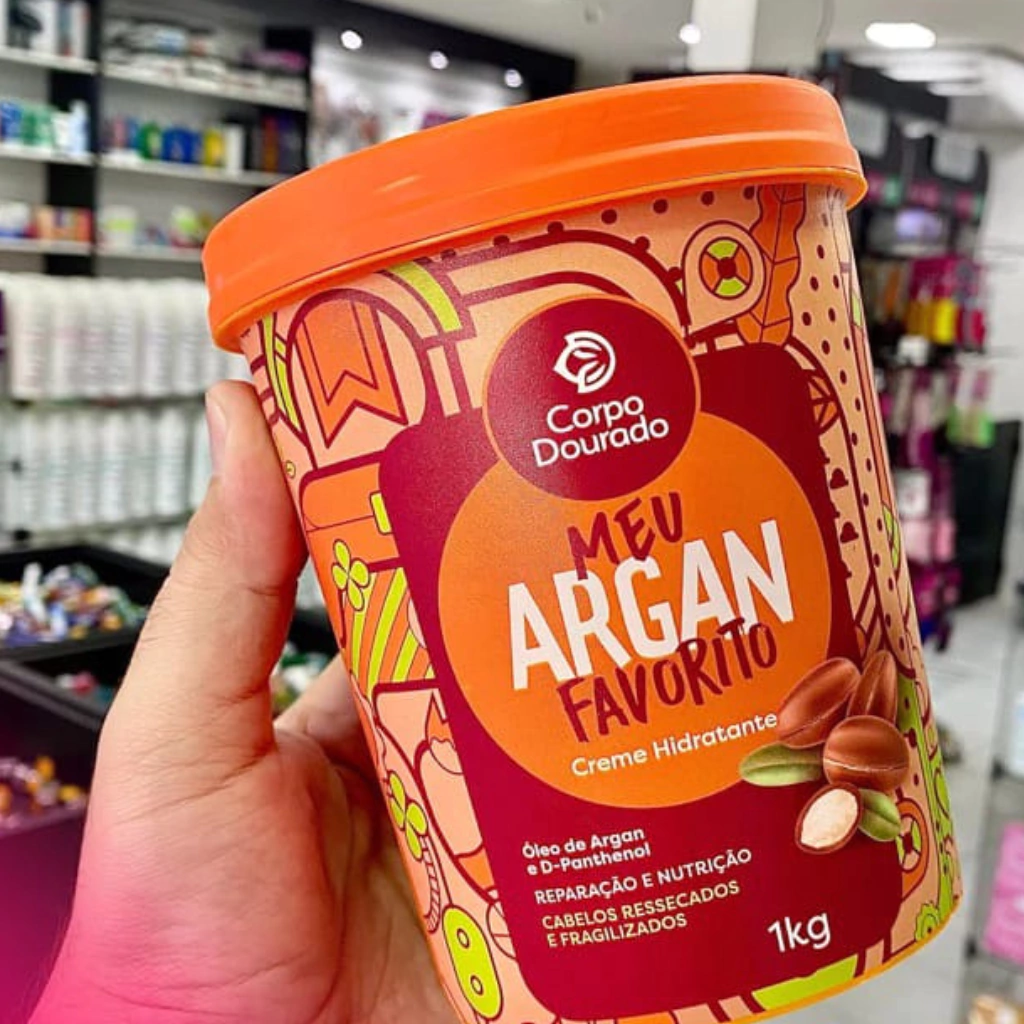 Corpo
Dourado
MEU
ARGAN
FAVORITO
Creme Hidratante
Óleo de Argan
e D-Panthenol
REPARAÇÃO E NUTRIÇÃO
CABELOS RESSECADOS
E FRAGILIZADOS
1kg